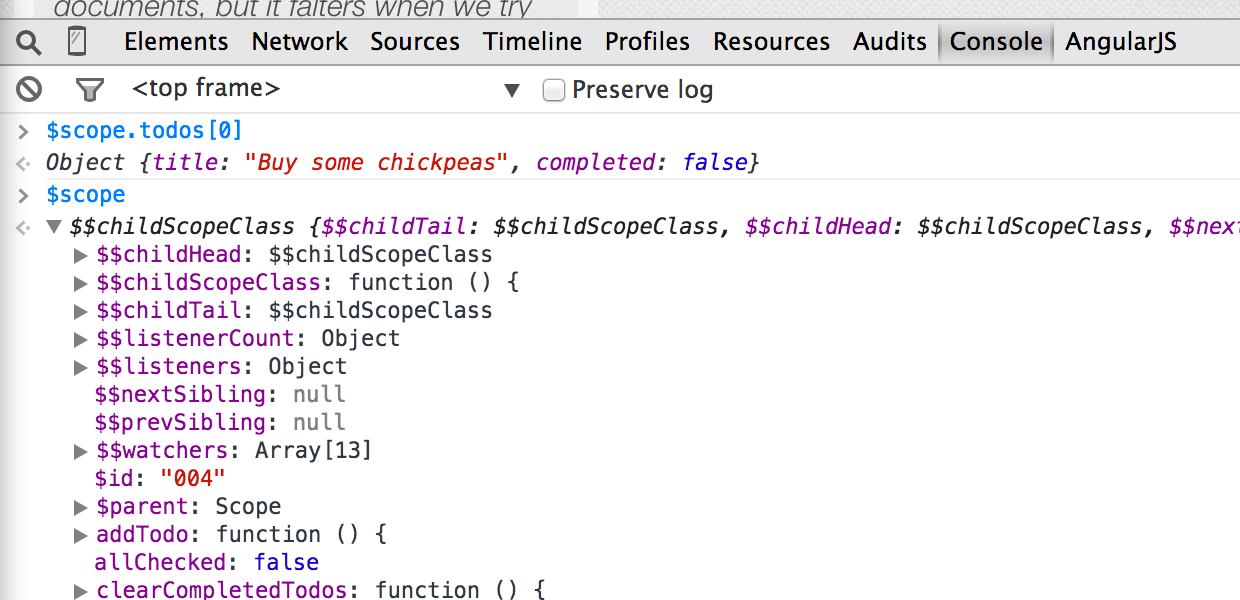 documents, but it falters when we try
Elements Network Sources Timeline Profiles Resources Audits Console AngularJS
<top frame> ▼ Preserve log
> $scope.todos[0]
Object {title: "Buy some chickpeas", completed: false}
> $scope
▼ $$childScopeClass {$$childTail: $$childScopeClass, $$childHead: $$childScopeClass, $$nex
▶ $$childHead: $$childScopeClass
▶ $$childScopeClass: function () {
▶ $$childTail: $$childScopeClass
▶ $$listenerCount: Object
▶ $$listeners: Object
$$nextSibling: null
$$prevSibling: null
▶ $$watchers: Array[13]
$id: "004"
▶ $parent: Scope
▶ addTodo: function () {
allChecked: false
▶ clearCompletedTodos: function () {